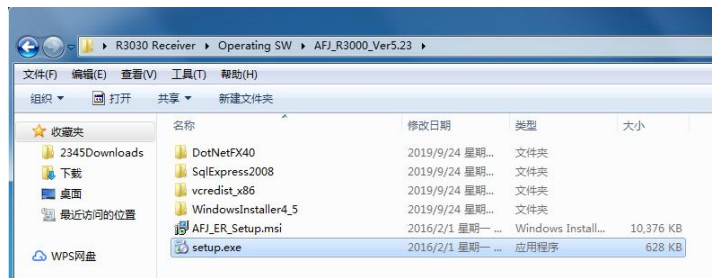 R3030 Receiver ▸ Operating SW ▸ AFJ_R3000_Ver5.23 ▸
文件(F) 编辑(E) 查看(V) 工具(T) 帮助(H)
组织 ▼ 打开 共享 ▼ 新建文件夹
收藏夹
2345Downloads
下载
桌面
最近访问的位置
WPS网盘
名称 修改日期 类型 大小
DotNetFX40 2019/9/24 星期... 文件夹
SqlExpress2008 2019/9/24 星期... 文件夹
vcredist_x86 2019/9/24 星期... 文件夹
WindowsInstaller4_5 2019/9/24 星期... 文件夹
AFJ_ER_Setup.msi 2016/2/1 星期一 ... Windows Install... 10,376 KB
setup.exe 2016/2/1 星期一 ... 应用程序 628 KB